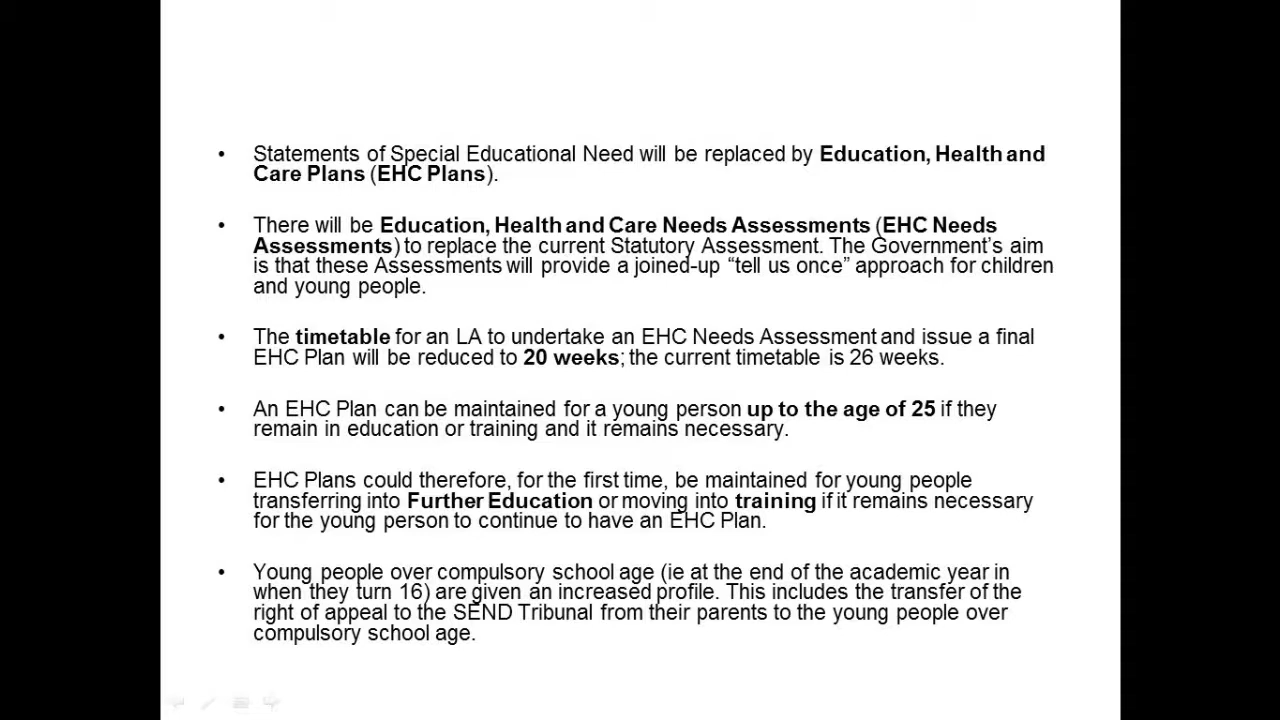 • Statements of Special Educational Need will be replaced by Education, Health and
Care Plans (EHC Plans).
• There will be Education, Health and Care Needs Assessments (EHC Needs
Assessments) to replace the current Statutory Assessment. The Government's aim
is that these Assessments will provide a joined-up “tell us once” approach for children
and young people.
• The timetable for an LA to undertake an EHC Needs Assessment and issue a final
EHC Plan will be reduced to 20 weeks; the current timetable is 26 weeks.
• An EHC Plan can be maintained for a young person up to the age of 25 if they
remain in education or training and it remains necessary.
• EHC Plans could therefore, for the first time, be maintained for young people
transferring into Further Education or moving into training if it remains necessary
for the young person to continue to have an EHC Plan.
• Young people over compulsory school age (ie at the end of the academic year in
when they turn 16) are given an increased profile. This includes the transfer of the
right of appeal to the SEND Tribunal from their parents to the young people over
compulsory school age.